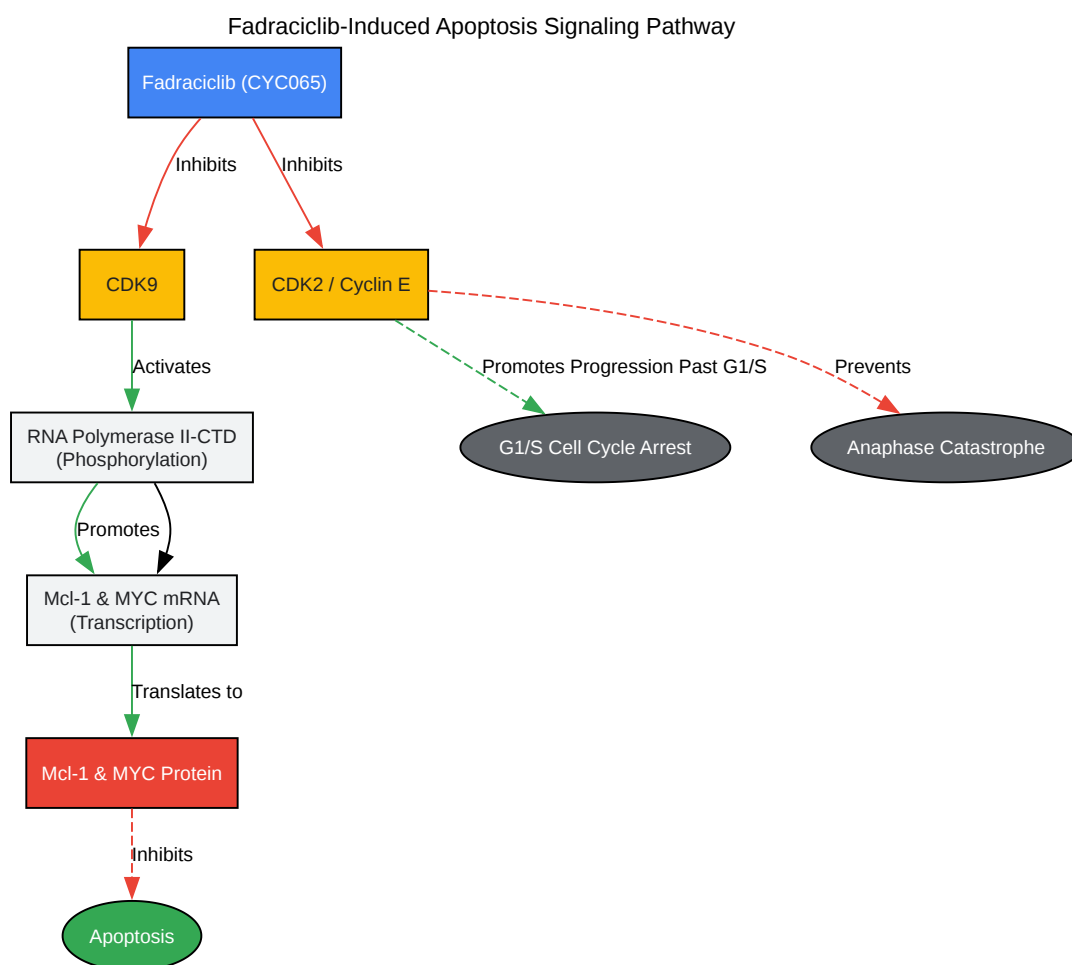 Fadraciclib-Induced Apoptosis Signaling Pathway
Fadraciclib (CYC065)
Inhibits
Inhibits
CDK9
CDK2 / Cyclin E
Activates
Promotes Progression Past G1/S
Prevents
RNA Polymerase II-CTD
(Phosphorylation)
G1/S Cell Cycle Arrest
Anaphase Catastrophe
Promotes
Mcl-1 & MYC mRNA
(Transcription)
Translates to
Mcl-1 & MYC Protein
Inhibits
Apoptosis